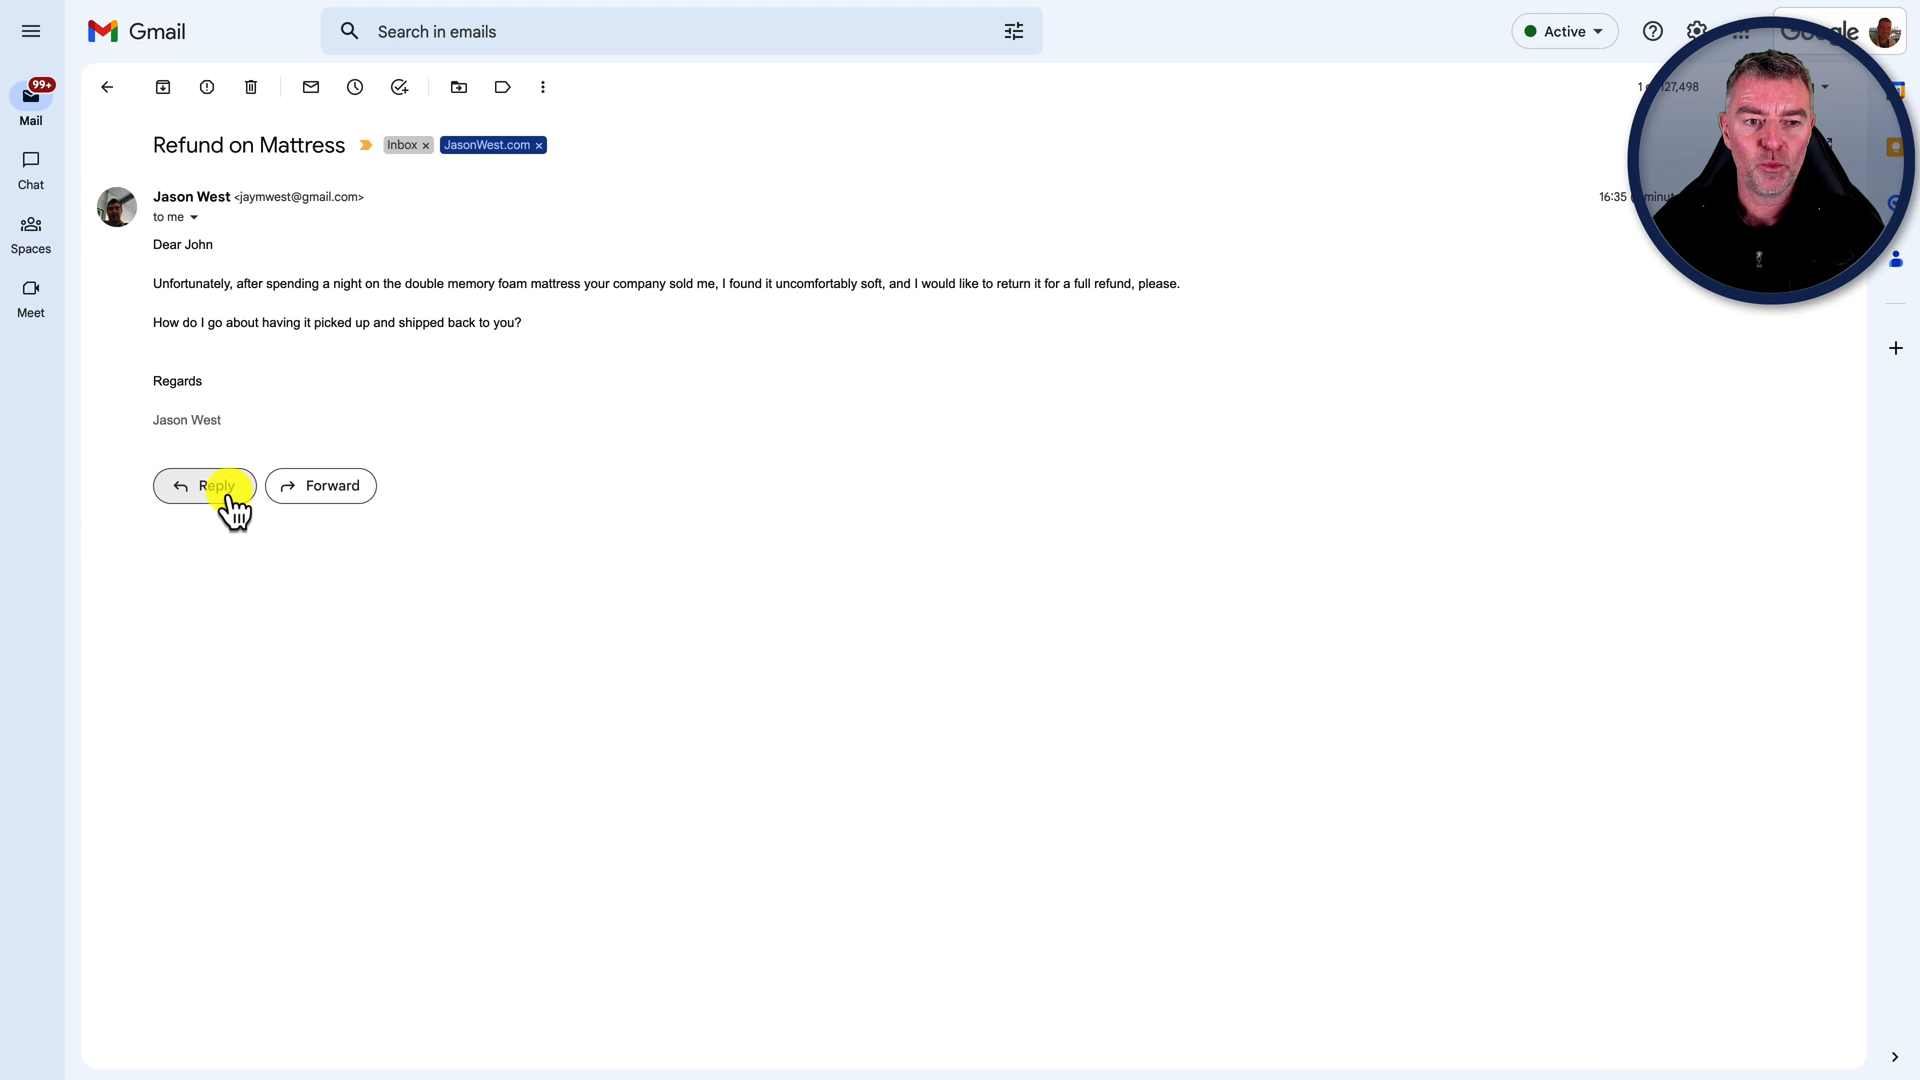 Gmail
Search in emails
Active
Google
99+
Mail
Chat
Spaces
Meet
Refund on Mattress
Inbox ×
JasonWest.com ×
Jason West <jaymwest@gmail.com>
16:35
to me
Dear John
Unfortunately, after spending a night on the double memory foam mattress your company sold me, I found it uncomfortably soft, and I would like to return it for a full refund, please.
How do I go about having it picked up and shipped back to you?
Regards
Jason West
Reply
Forward